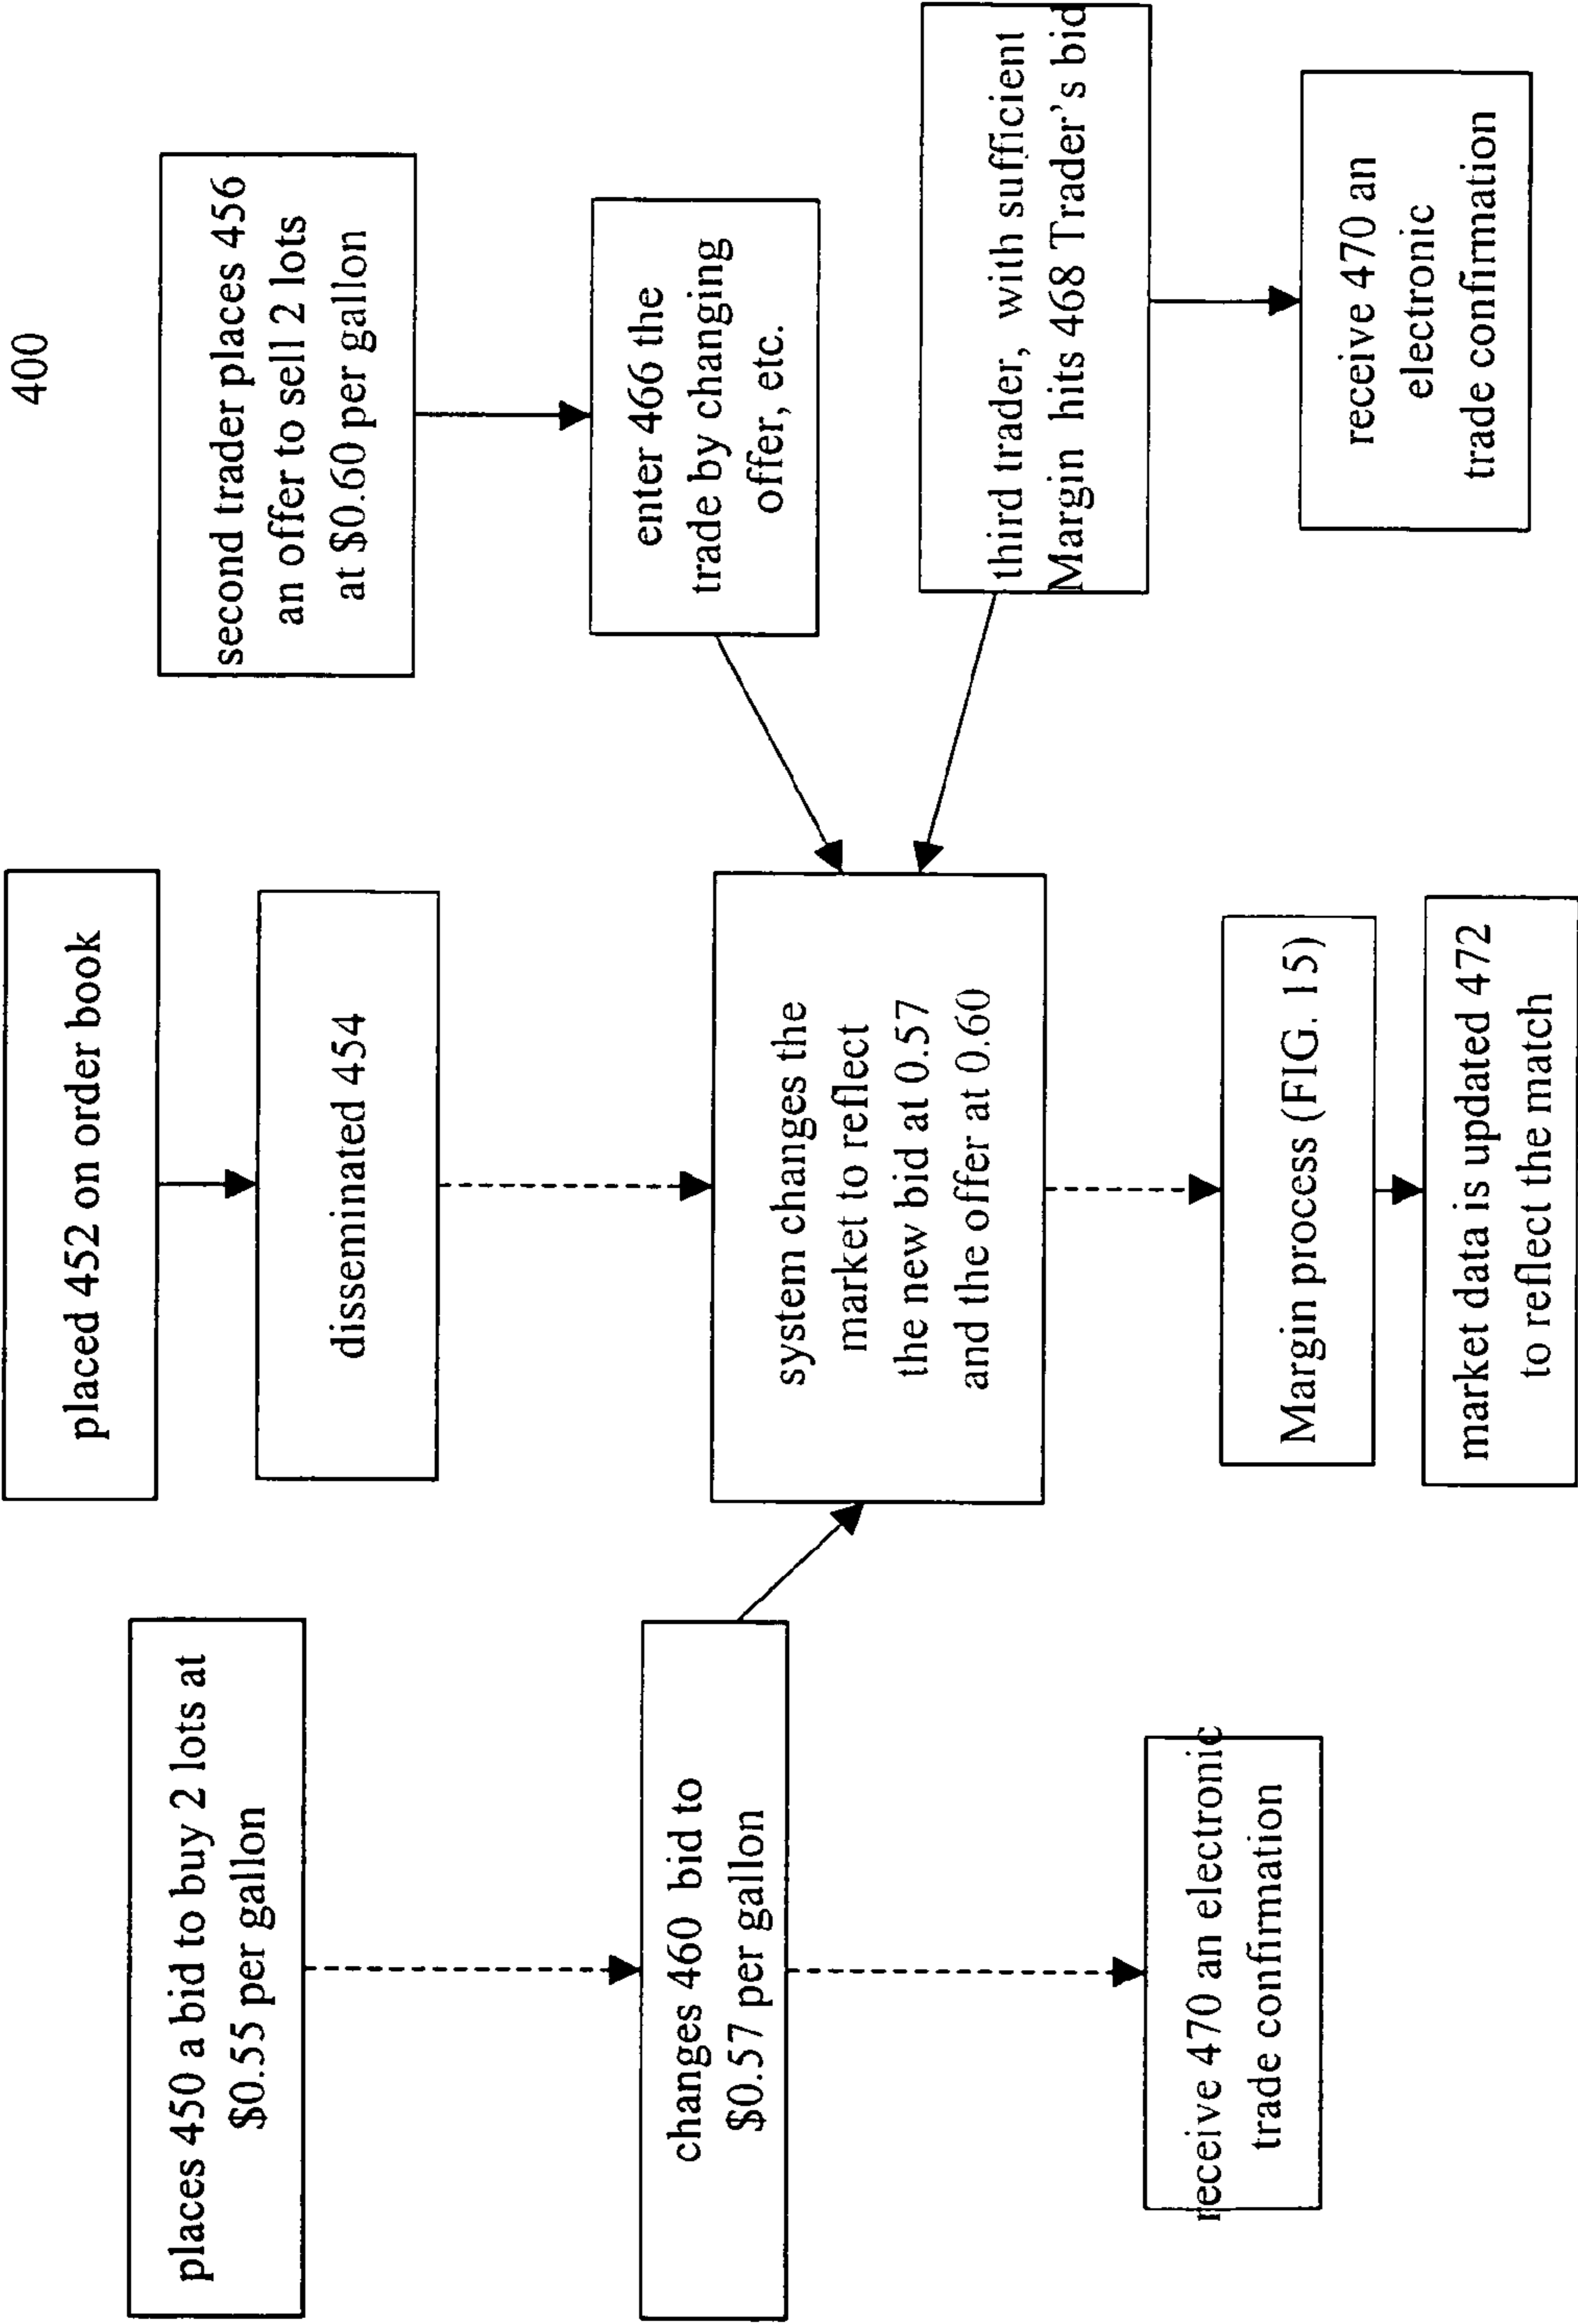 400
places 450 a bid to buy 2 lots at
$0.55 per gallon
changes 460 bid to
$0.57 per gallon
receive 470 an electronic
trade confirmation
placed 452 on order book
disseminated 454
system changes the
market to reflect
the new bid at 0.57
and the offer at 0.60
Margin process (FIG. 15)
market data is updated 472
to reflect the match
second trader places 456
an offer to sell 2 lots
at $0.60 per gallon
enter 466 the
trade by changing
offer, etc.
third trader, with sufficient
Margin hits 468 Trader's bid
receive 470 an
electronic
trade confirmation